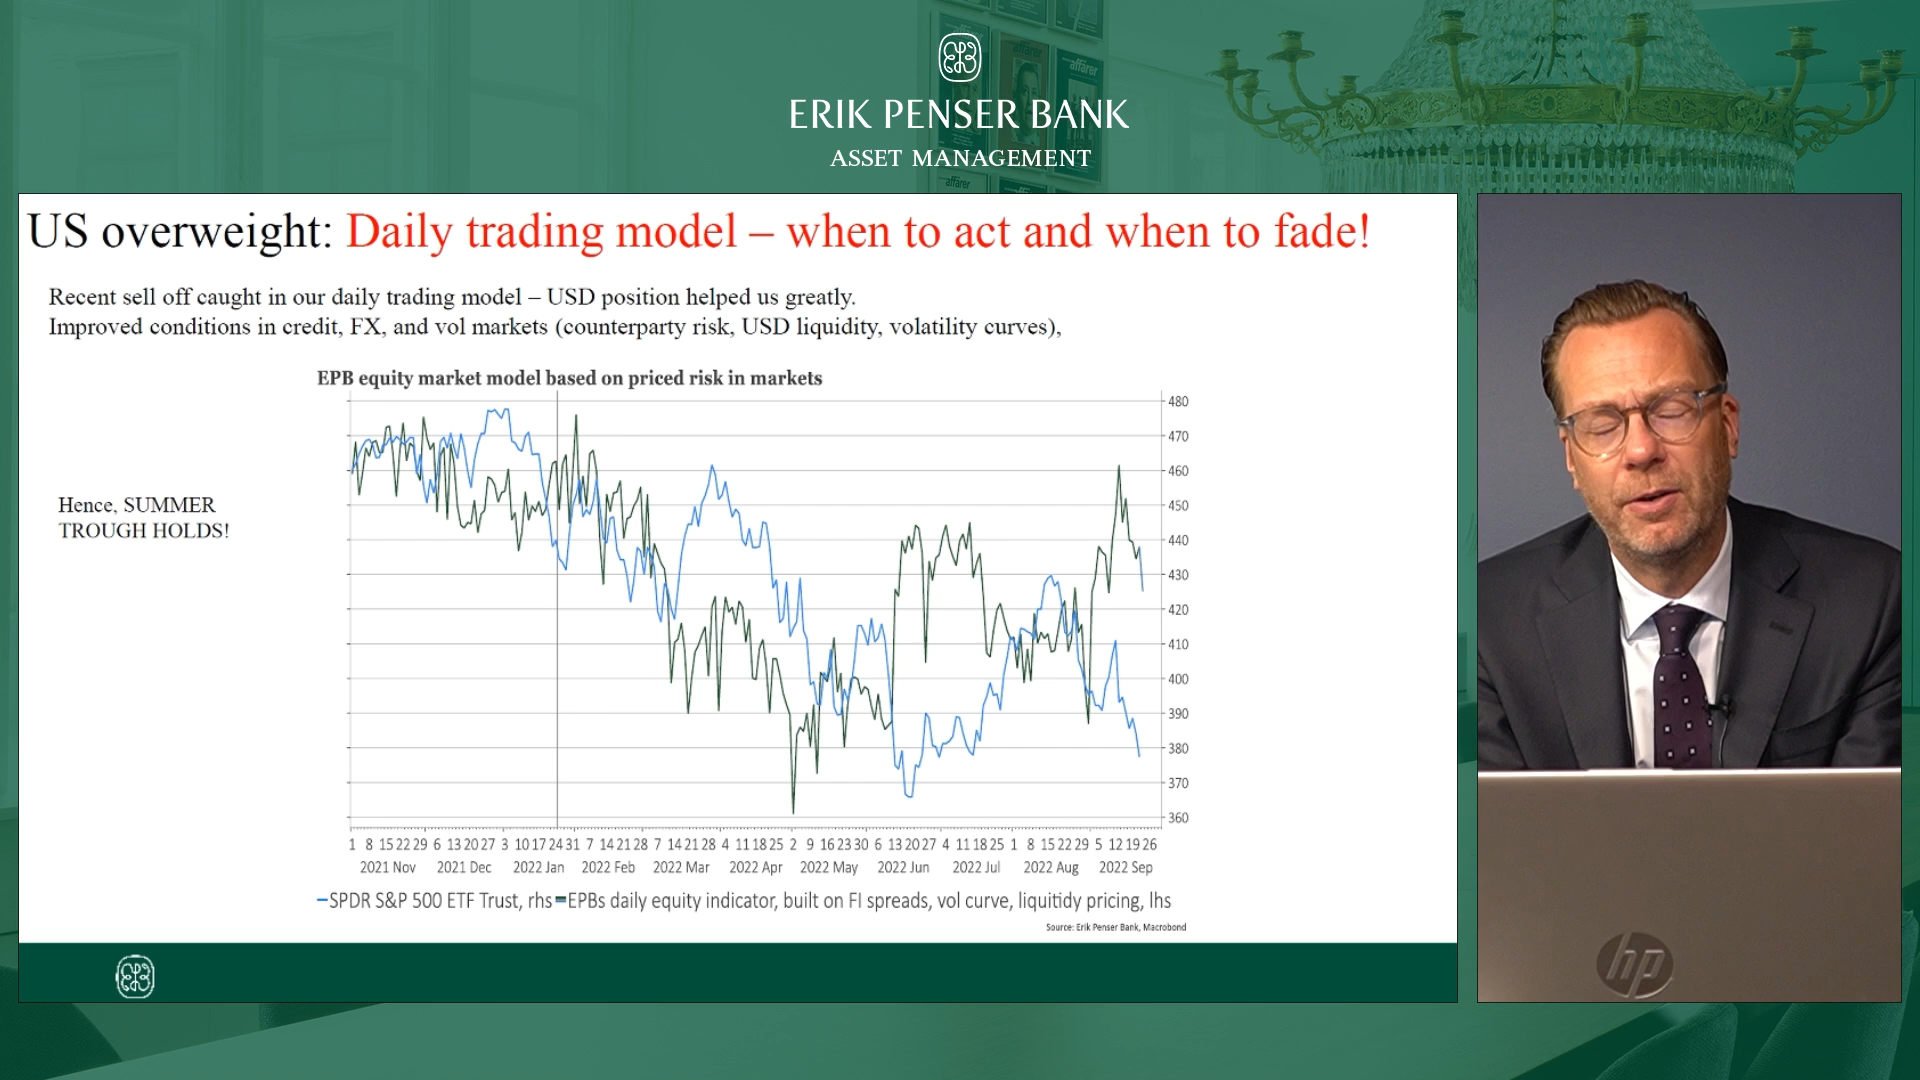 affärer
affärer
affärer
ERIK PENSER BANK
ASSET MANAGEMENT
US overweight: Daily trading model – when to act and when to fade!
Recent sell off caught in our daily trading model – USD position helped us greatly.
Improved conditions in credit, FX, and vol markets (counterparty risk, USD liquidity, volatility curves),
Hence, SUMMER
TROUGH HOLDS!
EPB equity market model based on priced risk in markets
480
470
460
450
440
430
420
410
400
390
380
370
360
1 8 15 22 29 6 13 20 27 3 10 17 24 31 7 14 21 28 7 14 21 28 4 11 18 25 2 9 16 23 30 6 13 20 27 4 11 18 25 1 8 15 22 29 5 12 19 26
2021 Nov 2021 Dec 2022 Jan 2022 Feb 2022 Mar 2022 Apr 2022 May 2022 Jun 2022 Jul 2022 Aug 2022 Sep
SPDR S&P 500 ETF Trust, rhs EPBs daily equity indicator, built on FI spreads, vol curve, liquitidy pricing, lhs
Source: Erik Penser Bank, Macrobond
hp